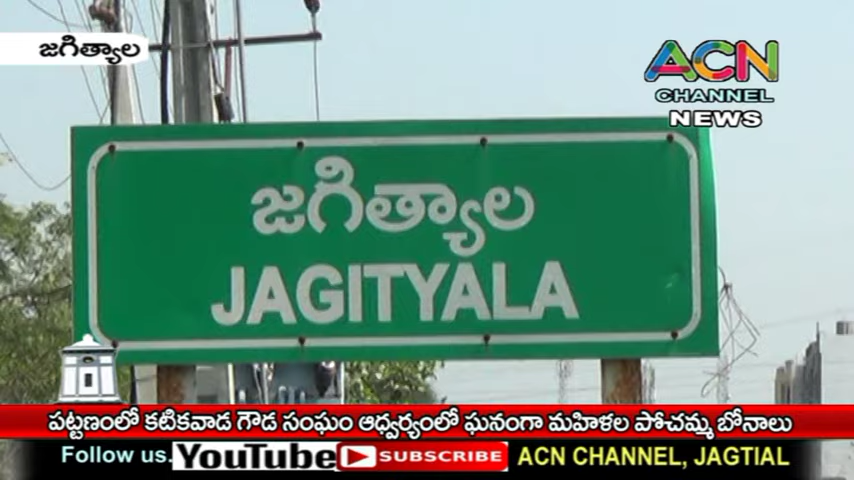 జగిత్యాల
ACN
CHANNEL
NEWS
జగిత్యాల
JAGITYALA
పట్టణంలో కటికవాడ గౌడ సంఘం ఆధ్వర్యంలో ఘనంగా మహిళల పోచమ్మ బోనాలు
Follow us. YouTube SUBSCRIBE ACN CHANNEL, JAGTIAL